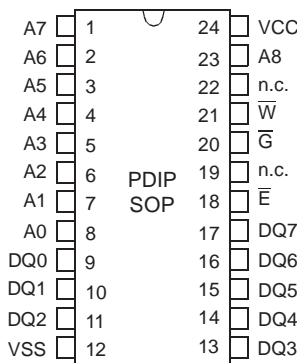 A7 1 24 VCC
A6 2 23 A8
A5 3 22 n.c.
A4 4 21 W̅
A3 5 20 G̅
A2 6 19 n.c.
PDIP
A1 7 18 E̅
SOP
A0 8 17 DQ7
DQ0 9 16 DQ6
DQ1 10 15 DQ5
DQ2 11 14 DQ4
VSS 12 13 DQ3